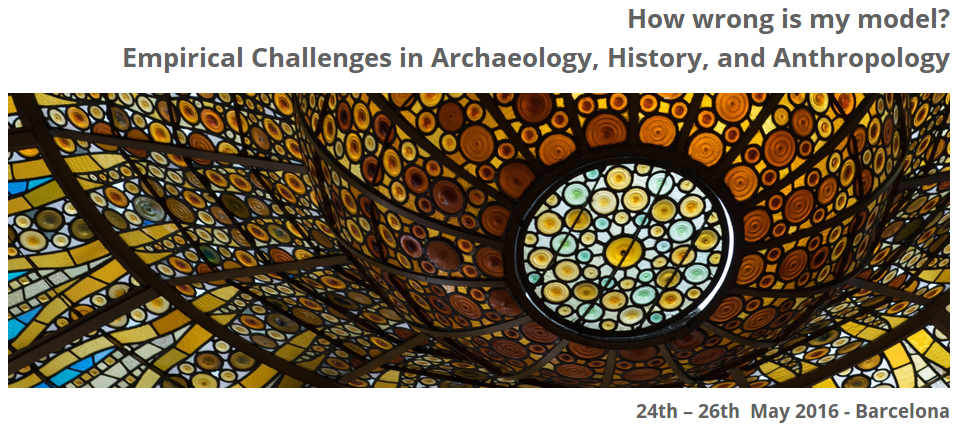 How wrong is my model?
Empirical Challenges in Archaeology, History, and Anthropology
24th – 26th May 2016 - Barcelona